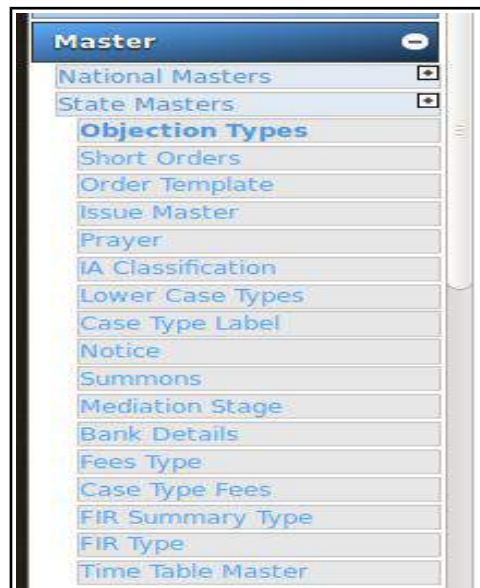 Master
National Masters
State Masters
Objection Types
Short Orders
Order Template
Issue Master
Prayer
IA Classification
Lower Case Types
Case Type Label
Notice
Summons
Mediation Stage
Bank Details
Fees Type
Case Type Fees
FIR Summary Type
FIR Type
Time Table Master